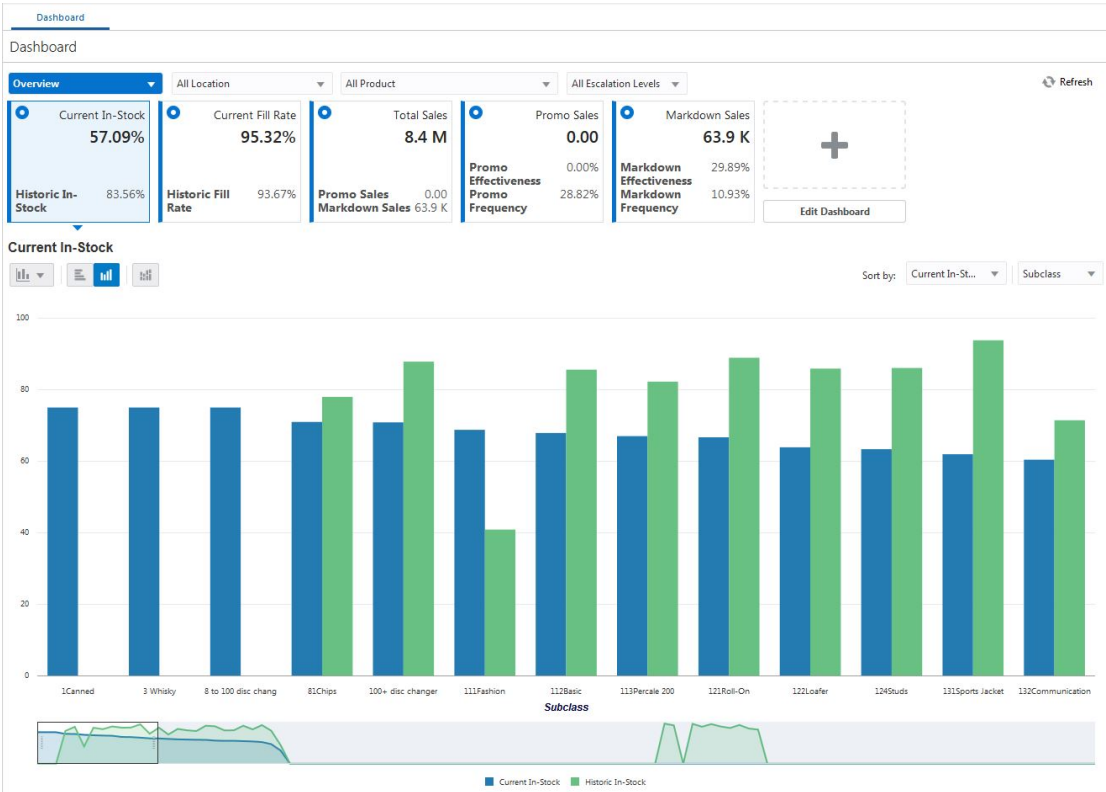 Dashboard
Dashboard
Overview All Location All Product All Escalation Levels Refresh
Current In-Stock
57.09%
Historic In-Stock 83.56%
Current Fill Rate
95.32%
Historic Fill Rate 93.67%
Total Sales
8.4 M
Promo Sales 0.00
Markdown Sales 63.9 K
Promo Sales
0.00
Promo Effectiveness 0.00%
Promo Frequency 28.82%
Markdown Sales
63.9 K
Markdown Effectiveness 29.89%
Markdown Frequency 10.93%
Edit Dashboard
Current In-Stock
Sort by: Current In-St... Subclass
100
80
60
40
20
0
1Canned 3 Whisky 8 to 100 disc chang 81Chips 100+ disc changer 111Fashion 112Basic 113Percale 200 121Roll-On 122Loafer 124Studs 131Sports Jacket 132Communication
Subclass
Current In-Stock Historic In-Stock